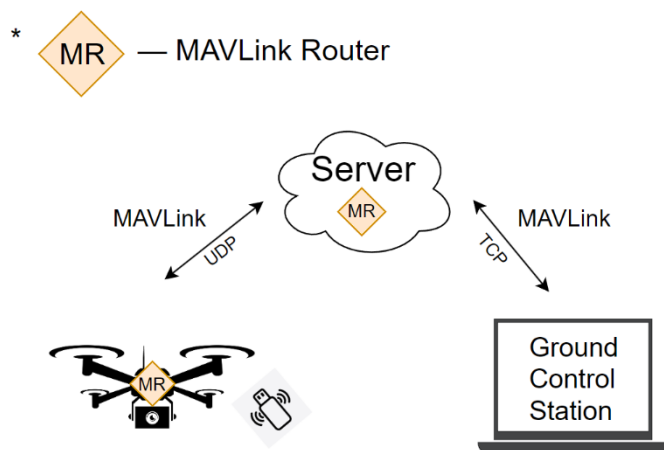 *
MR — MAVLink Router
Server
MR
MAVLink
UDP
MAVLink
TCP
MR
Ground
Control
Station